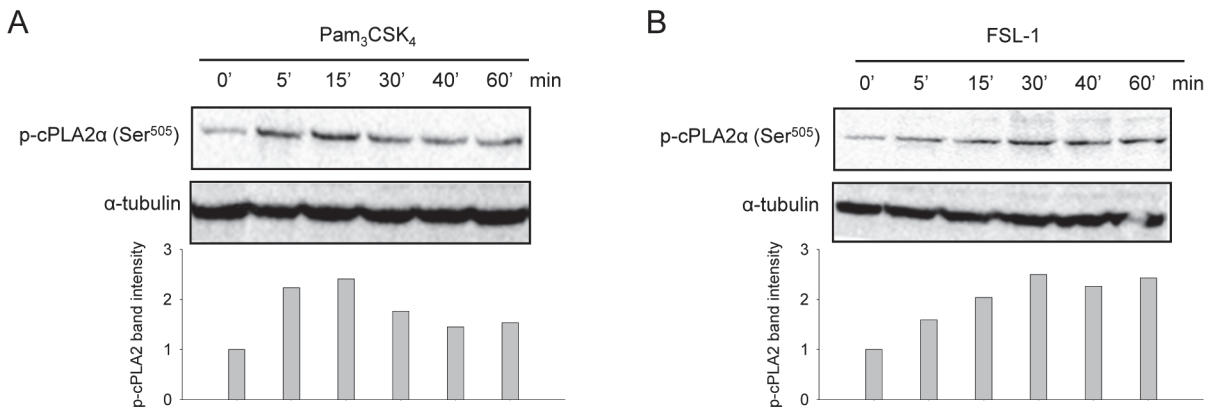 A
Pam₃CSK₄
0' 5' 15' 30' 40' 60' min
p-cPLA2α (Ser⁵⁰⁵)
α-tubulin
p-cPLA2 band intensity
3
2
1
0
B
FSL-1
0' 5' 15' 30' 40' 60' min
p-cPLA2α (Ser⁵⁰⁵)
α-tubulin
p-cPLA2 band intensity
3
2
1
0